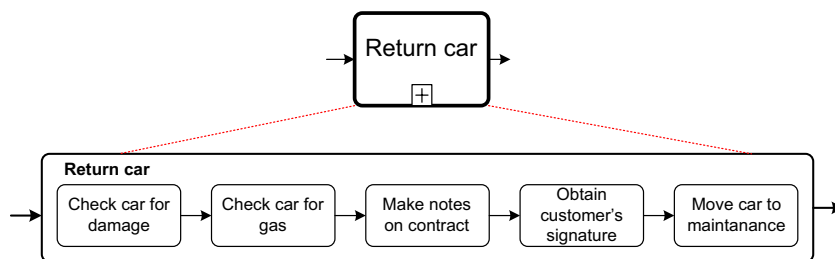 Return car
Return car
Check car for
damage
Check car for
gas
Make notes
on contract
Obtain
customer's
signature
Move car to
maintanance